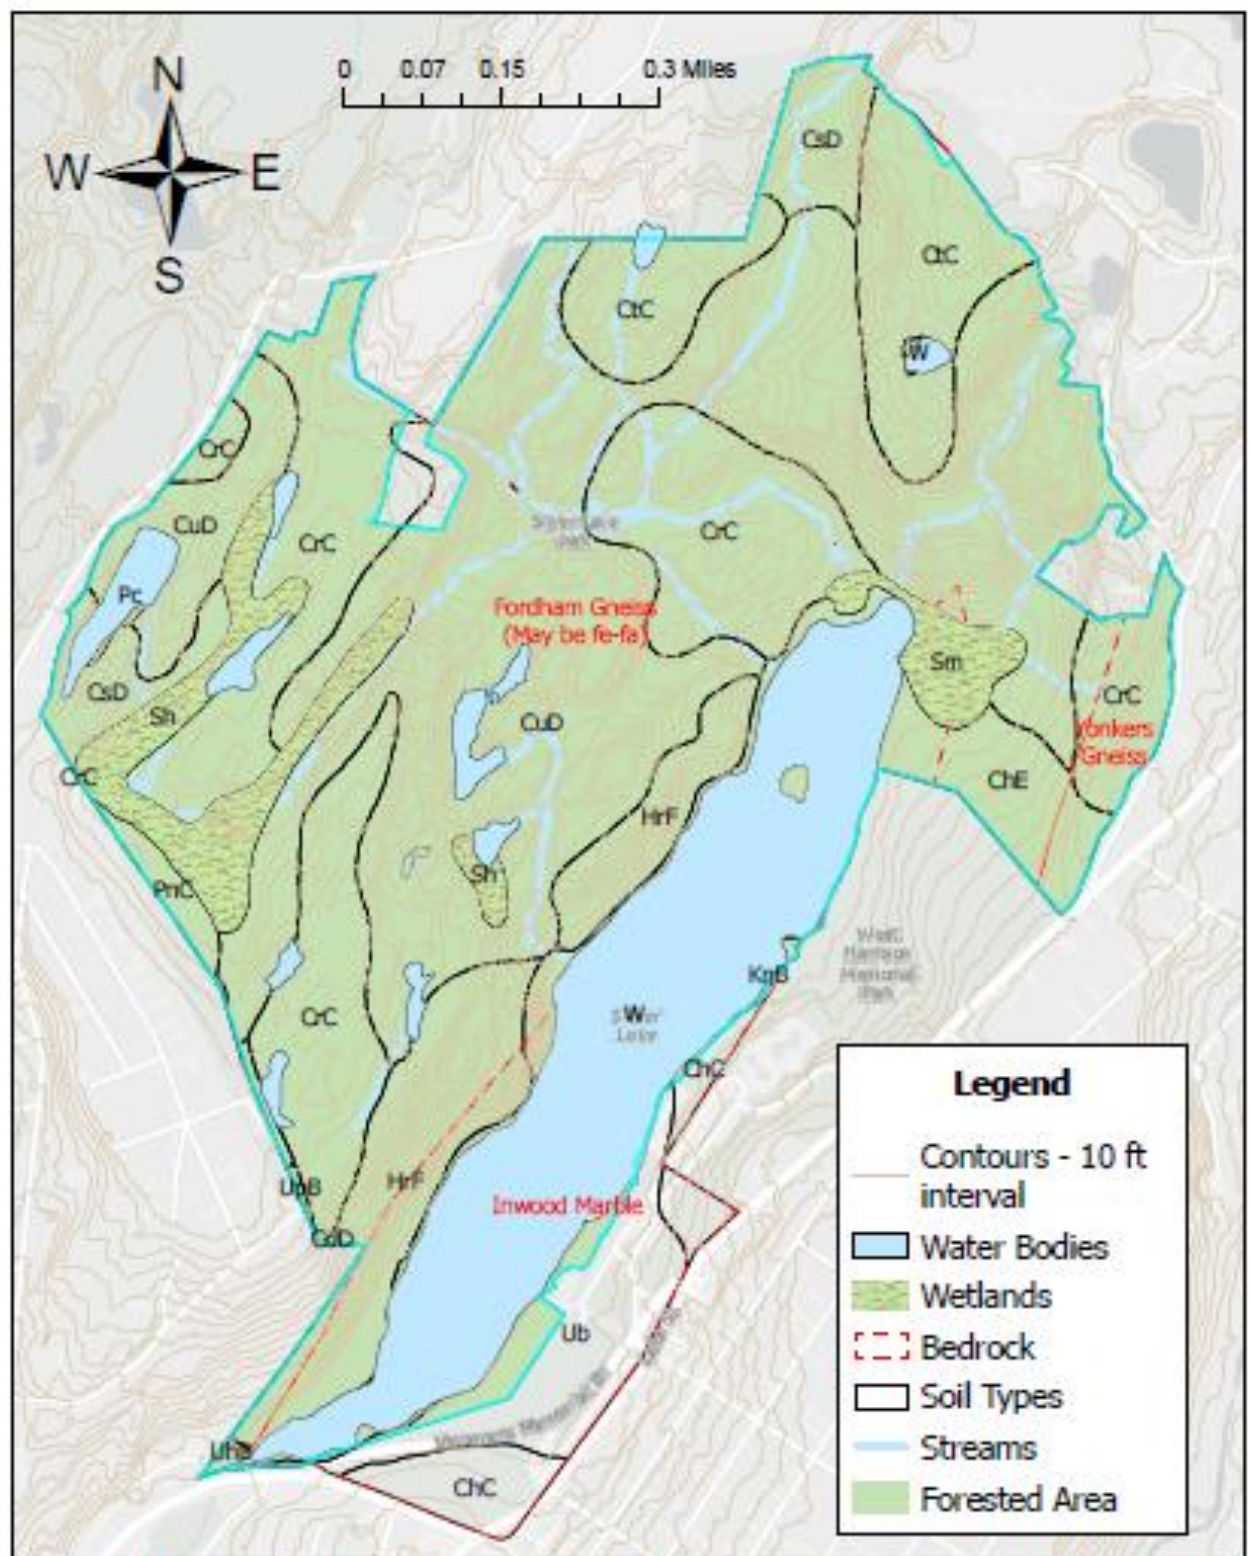 N
0 0.07 0.15 0.3 Miles
W E
S
CsD
CtC
CtC
W
CrC
CuD
CrC
CrC
Pc
Fordham Gneiss
(May be fe-fa)
Sm
CsD
Sh
CuD
CrC
Yonkers
Gneiss
CrC
ChE
HrF
Sh
PnC
KnB
CrC
W
ChC
Legend
Contours - 10 ft
interval
Water Bodies
Wetlands
Bedrock
Soil Types
Streams
Forested Area
UpB
HrF
Inwood Marble
CsD
Ub
UhB
ChC